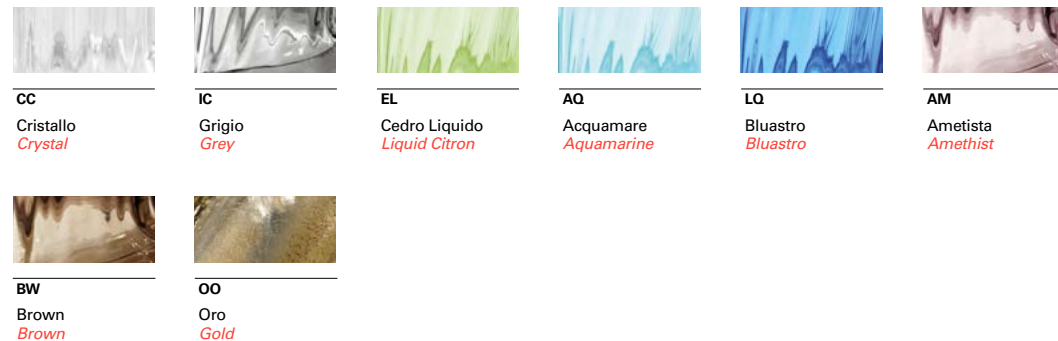 CC
Cristallo
Crystal
IC
Grigio
Grey
EL
Cedro Liquido
Liquid Citron
AQ
Acquamare
Aquamarine
LQ
Bluastro
Bluastro
AM
Ametista
Amethist
BW
Brown
Brown
OO
Oro
Gold